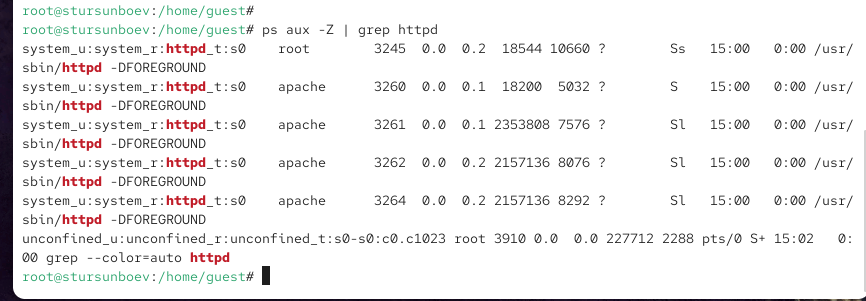 root@stursunboev:/home/guest#
root@stursunboev:/home/guest# ps aux -Z | grep httpd
system_u:system_r:httpd_t:s0    root        3245  0.0  0.2  18544 10660 ?        Ss   15:00   0:00 /usr/
sbin/httpd -DFOREGROUND
system_u:system_r:httpd_t:s0    apache      3260  0.0  0.1  18200  5032 ?        S    15:00   0:00 /usr/
sbin/httpd -DFOREGROUND
system_u:system_r:httpd_t:s0    apache      3261  0.0  0.1 2353808 7576 ?        Sl   15:00   0:00 /usr/
sbin/httpd -DFOREGROUND
system_u:system_r:httpd_t:s0    apache      3262  0.0  0.2 2157136 8076 ?        Sl   15:00   0:00 /usr/
sbin/httpd -DFOREGROUND
system_u:system_r:httpd_t:s0    apache      3264  0.0  0.2 2157136 8292 ?        Sl   15:00   0:00 /usr/
sbin/httpd -DFOREGROUND
unconfined_u:unconfined_r:unconfined_t:s0-s0:c0.c1023 root 3910 0.0  0.0 227712 2288 pts/0 S+ 15:02   0:
00 grep --color=auto httpd
root@stursunboev:/home/guest#